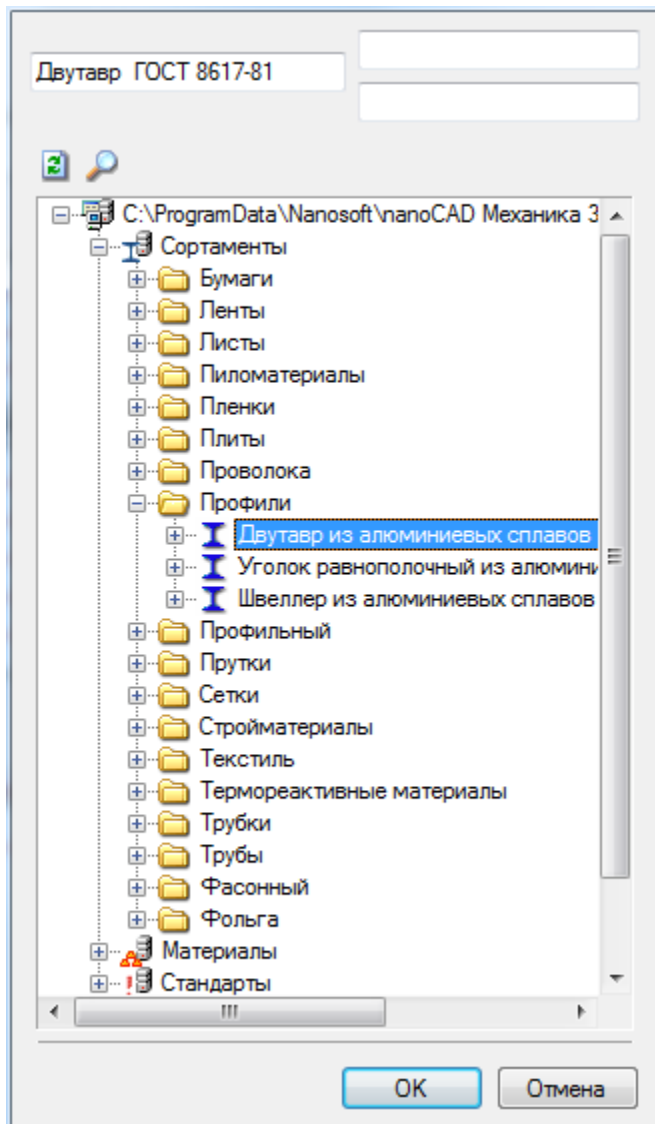 Двутавр ГОСТ 8617-81
C:\ProgramData\Nanosoft\nanoCAD Механика 3
Сортаменты
Бумаги
Ленты
Листы
Пиломатериалы
Пленки
Плиты
Проволока
Профили
Двутавр из алюминиевых сплавов
Уголок равнополочный из алюмини
Швеллер из алюминиевых сплавов
Профильный
Прутки
Сетки
Стройматериалы
Текстиль
Термореактивные материалы
Трубки
Трубы
Фасонный
Фольга
Материалы
Стандарты
OK Отмена